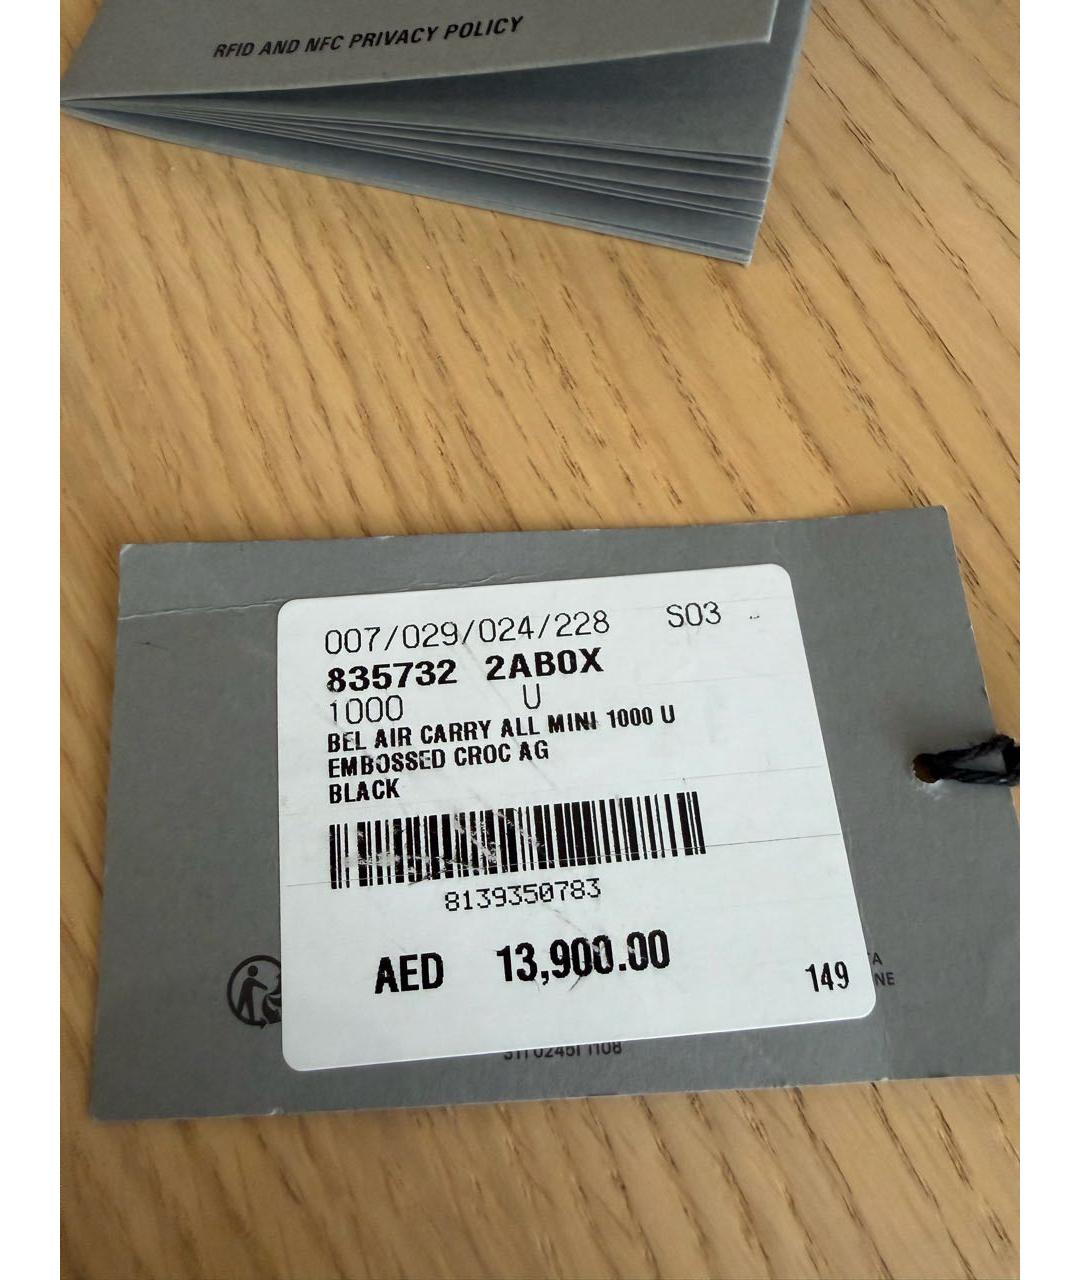 RFID AND NFC PRIVACY POLICY
007/029/024/228 S03
835732 2AB0X
1000 U
BEL AIR CARRY ALL MINI 1000 U
EMBOSSED CROC AG
BLACK
8139350783
AED 13,900.00
149